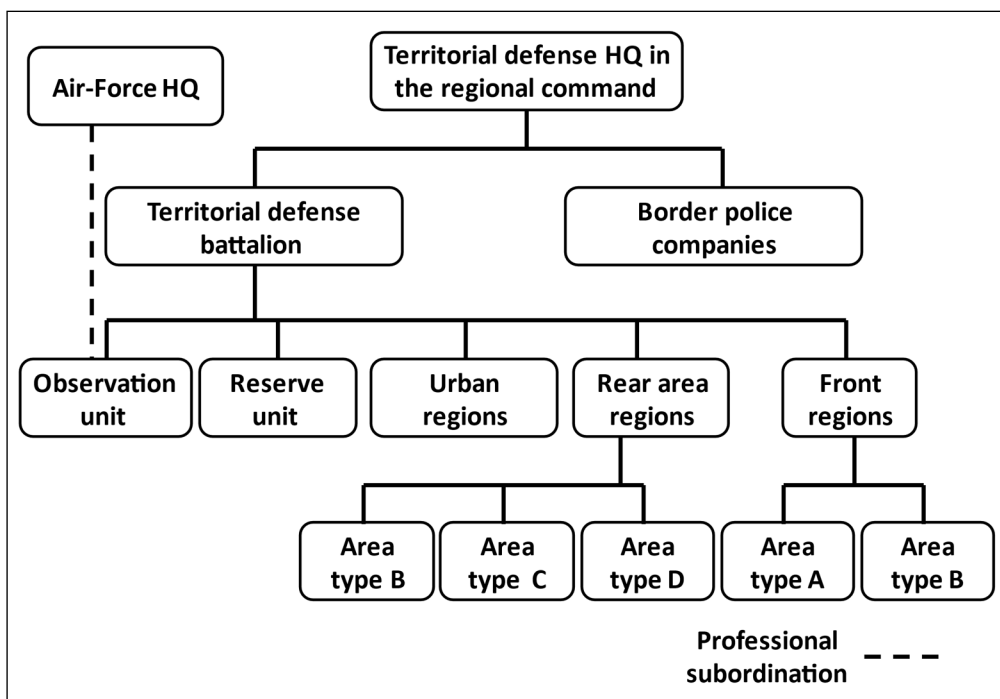 Air-Force HQ
Territorial defense HQ in
the regional command
Territorial defense
battalion
Border police
companies
Observation
unit
Reserve
unit
Urban
regions
Rear area
regions
Front
regions
Area
type B
Area
type C
Area
type D
Area
type A
Area
type B
Professional
subordination